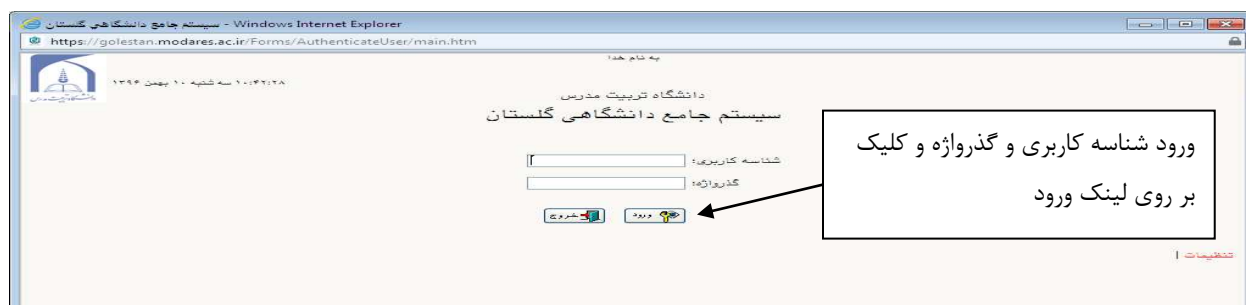 سیستم جامع دانشگاهی گلستان - Windows Internet Explorer
https://golestan.modares.ac.ir/Forms/AuthenticateUser/main.htm
به نام خدا
۱۰:۴۲:۲۸ سه شنبه ۱۰ بهمن ۱۳۹۶
دانشگاه تربیت مدرس
سیستم جامع دانشگاهی گلستان
شناسه کاربری:
گذرواژه:
ورود
خروج
ورود شناسه کاربری و گذرواژه و کلیک
بر روی لینک ورود
تنظیمات |